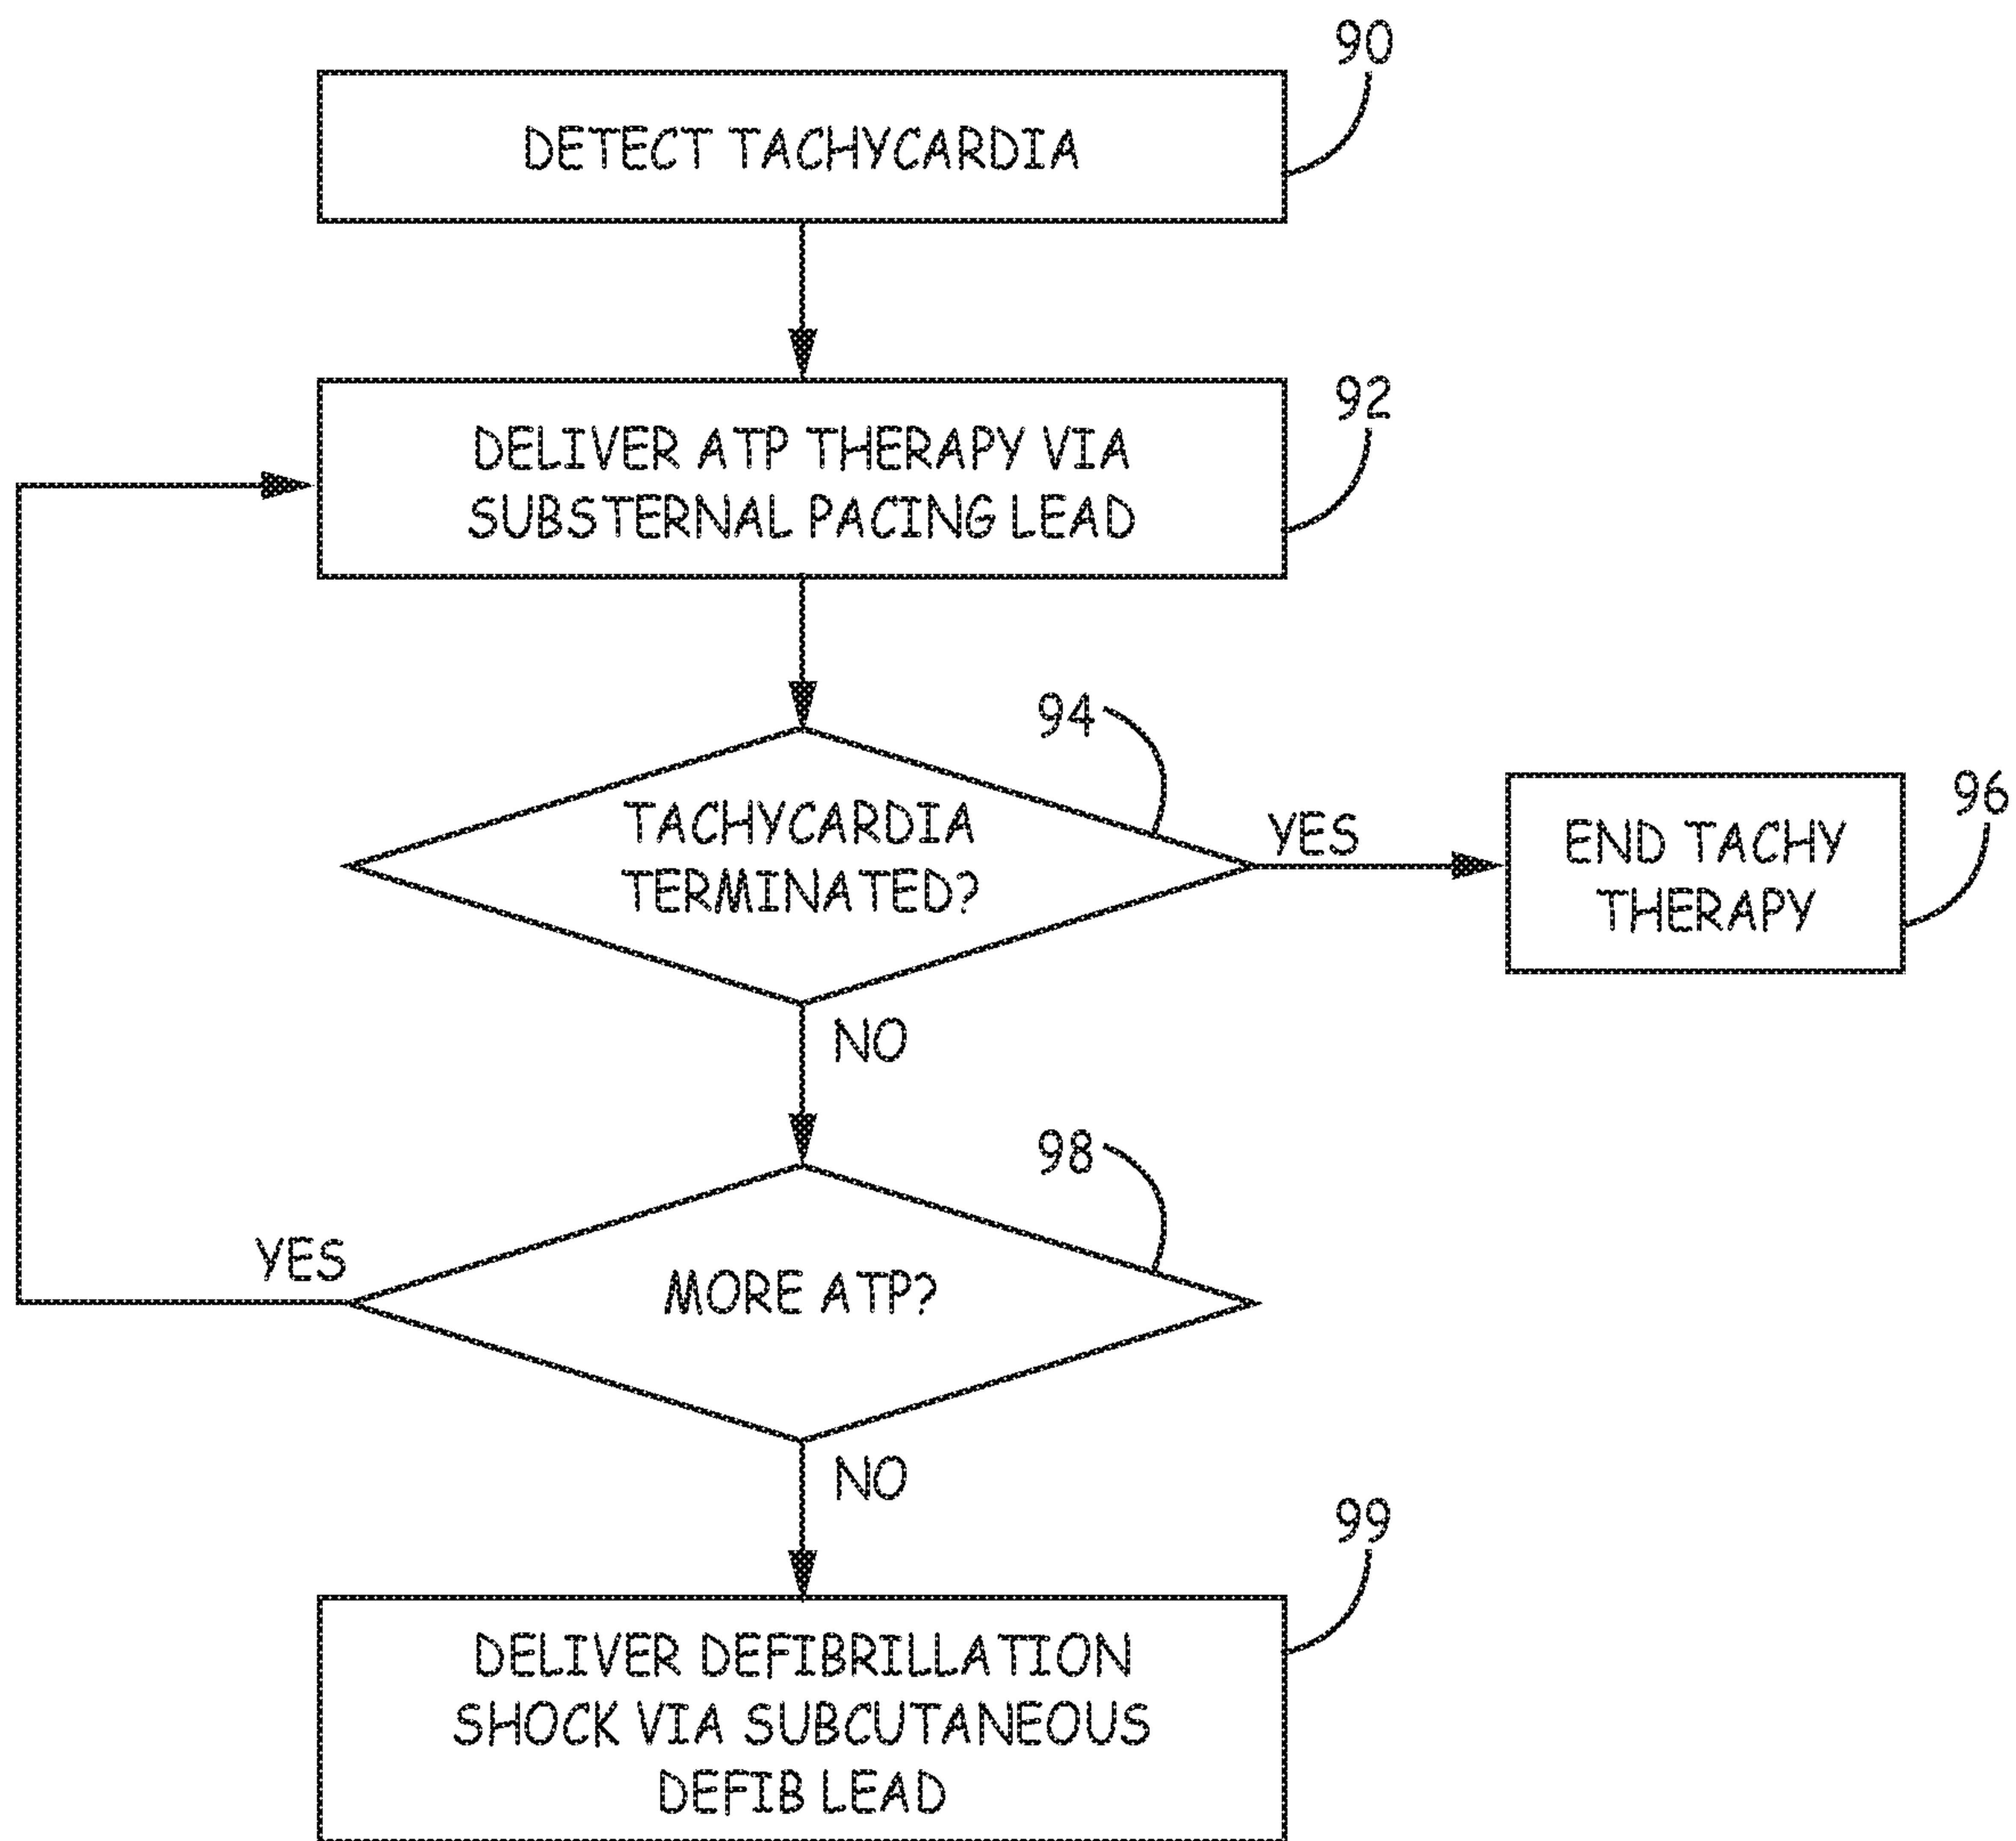 90
DETECT TACHYCARDIA
92
DELIVER ATP THERAPY VIA
SUBSTERNAL PACING LEAD
94
TACHYCARDIA
TERMINATED?
YES
96
END TACHY
THERAPY
NO
98
YES
MORE ATP?
NO
99
DELIVER DEFIBRILLATION
SHOCK VIA SUBCUTANEOUS
DEFIB LEAD